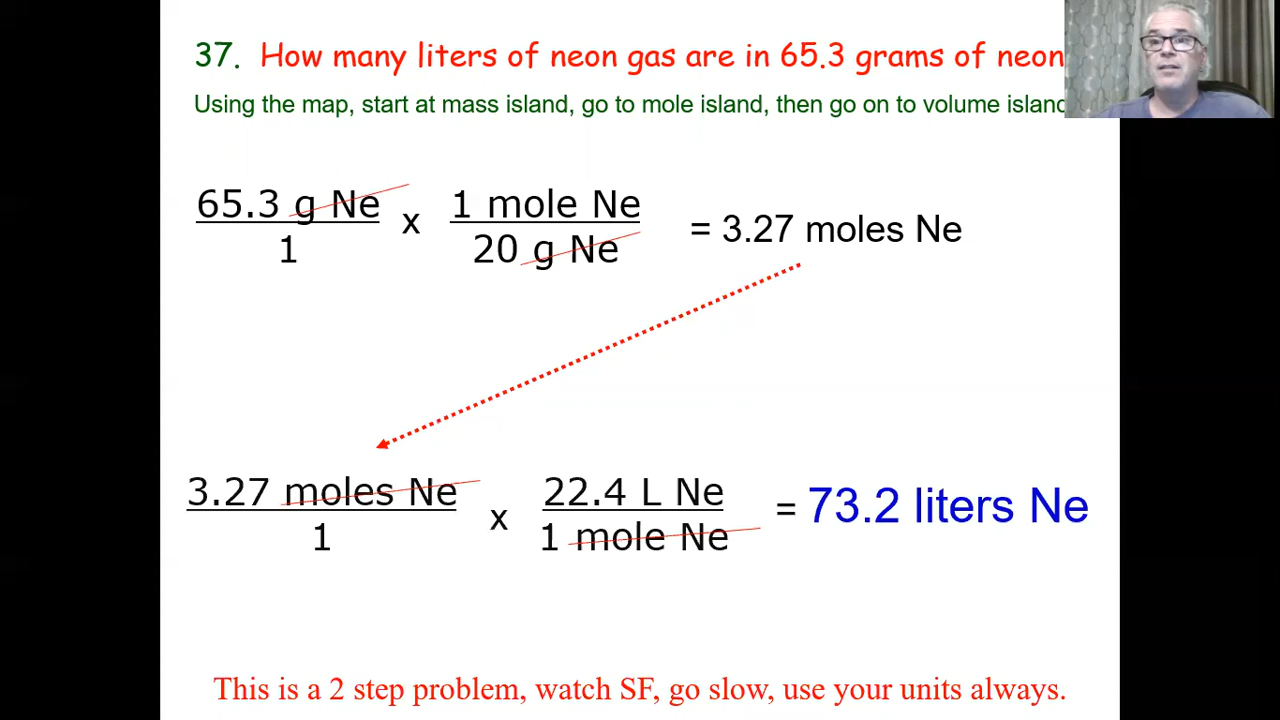 37. How many liters of neon gas are in 65.3 grams of neon
Using the map, start at mass island, go to mole island, then go on to volume island
65.3 g Ne x 1 mole Ne = 3.27 moles Ne
1 20 g Ne
3.27 moles Ne x 22.4 L Ne = 73.2 liters Ne
1 1 mole Ne
This is a 2 step problem, watch SF, go slow, use your units always.